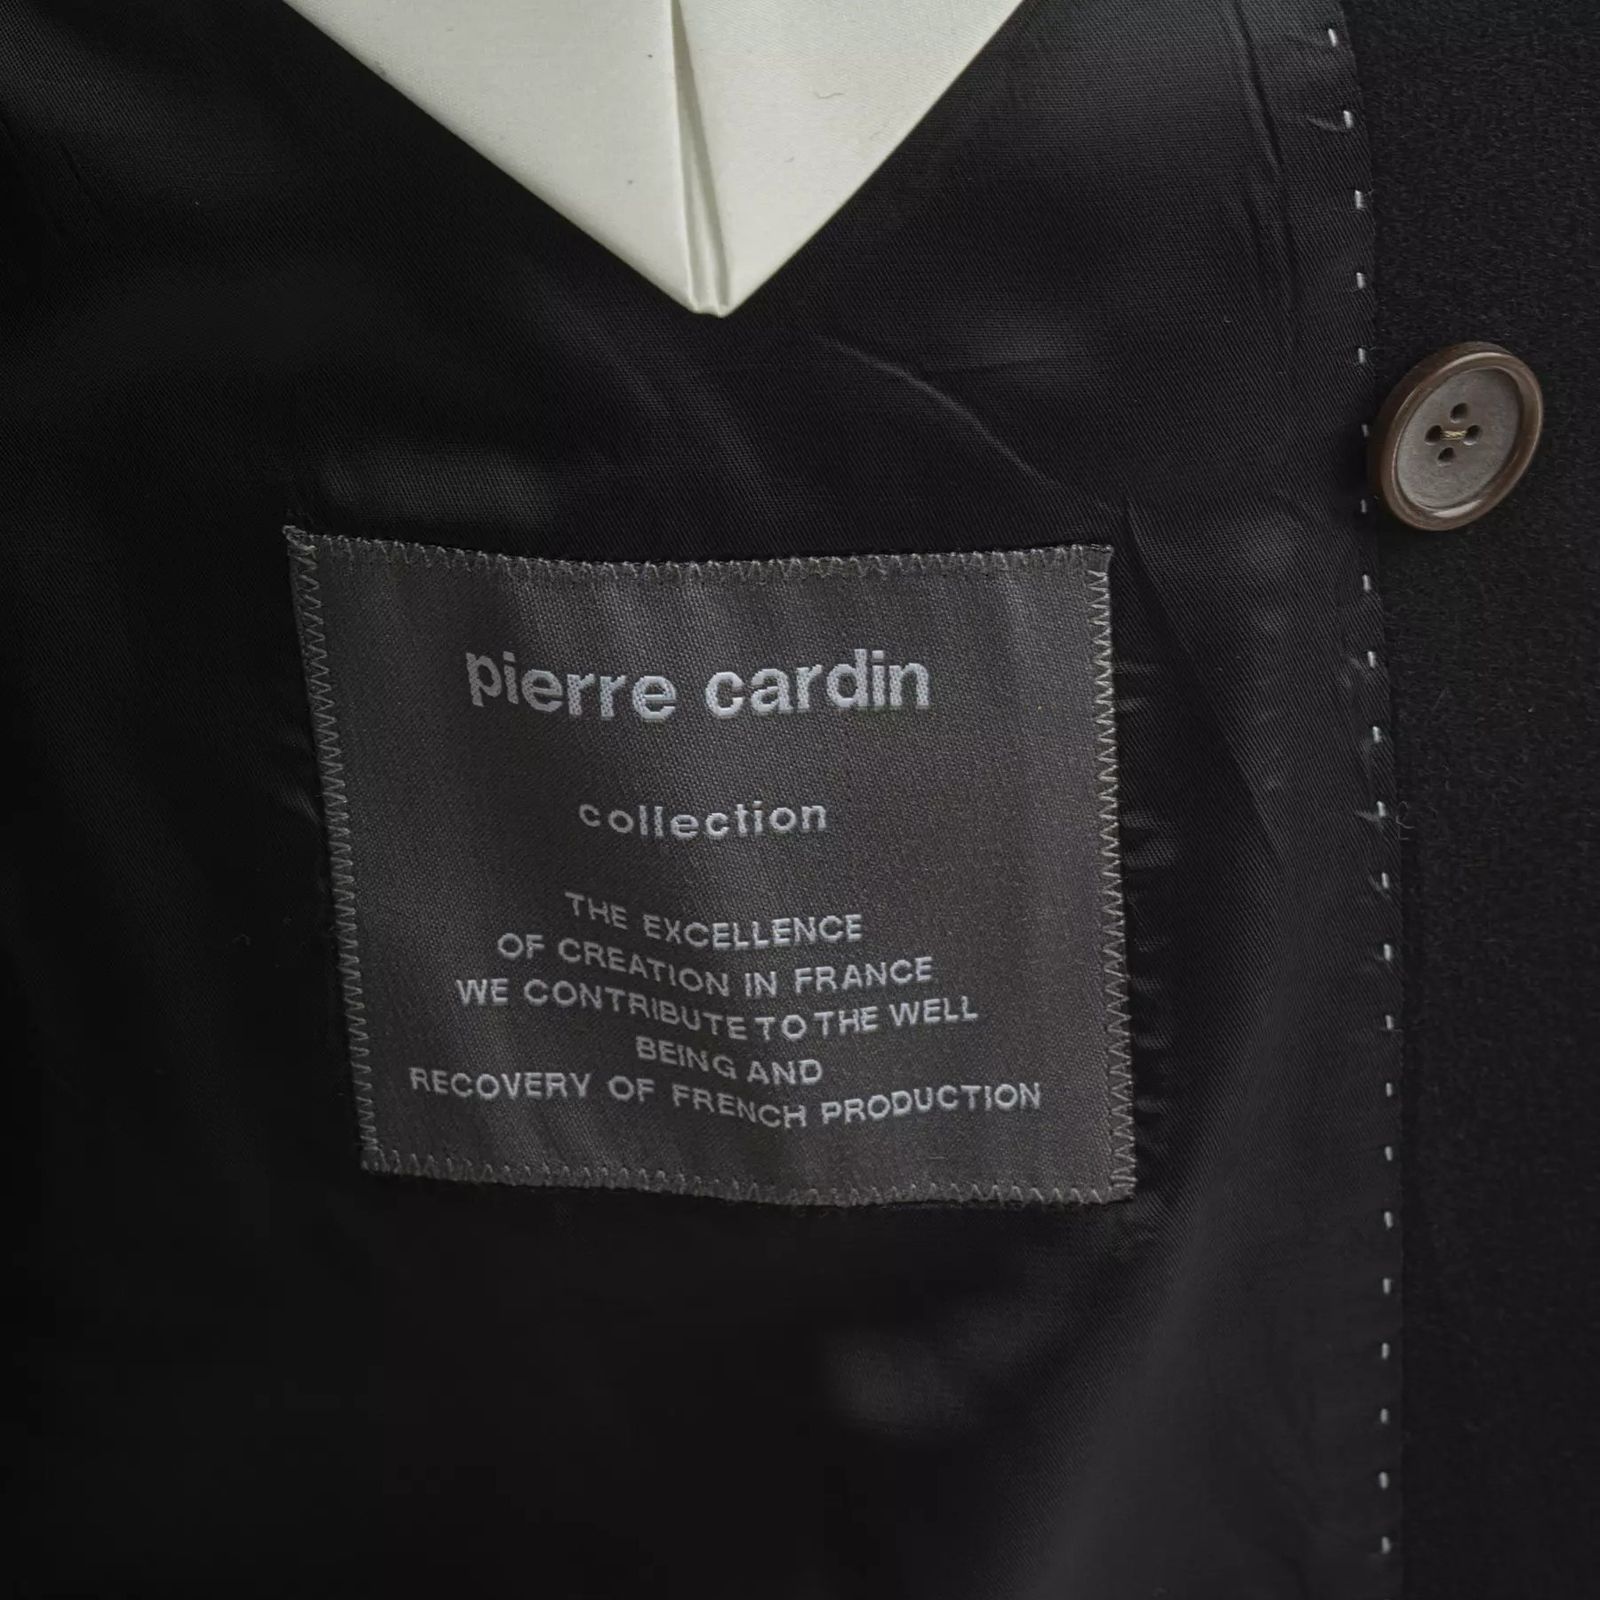 pierre cardin
collection
THE EXCELLENCE
OF CREATION IN FRANCE
WE CONTRIBUTE TO THE WELL
BEING AND
RECOVERY OF FRENCH PRODUCTION